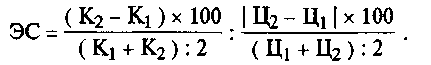 ЭС = ( К₂ – К₁ ) × 100 / ( К₁ + К₂ ) : 2 : | Ц₂ – Ц₁ | × 100 / ( Ц₁ + Ц₂ ) : 2 .